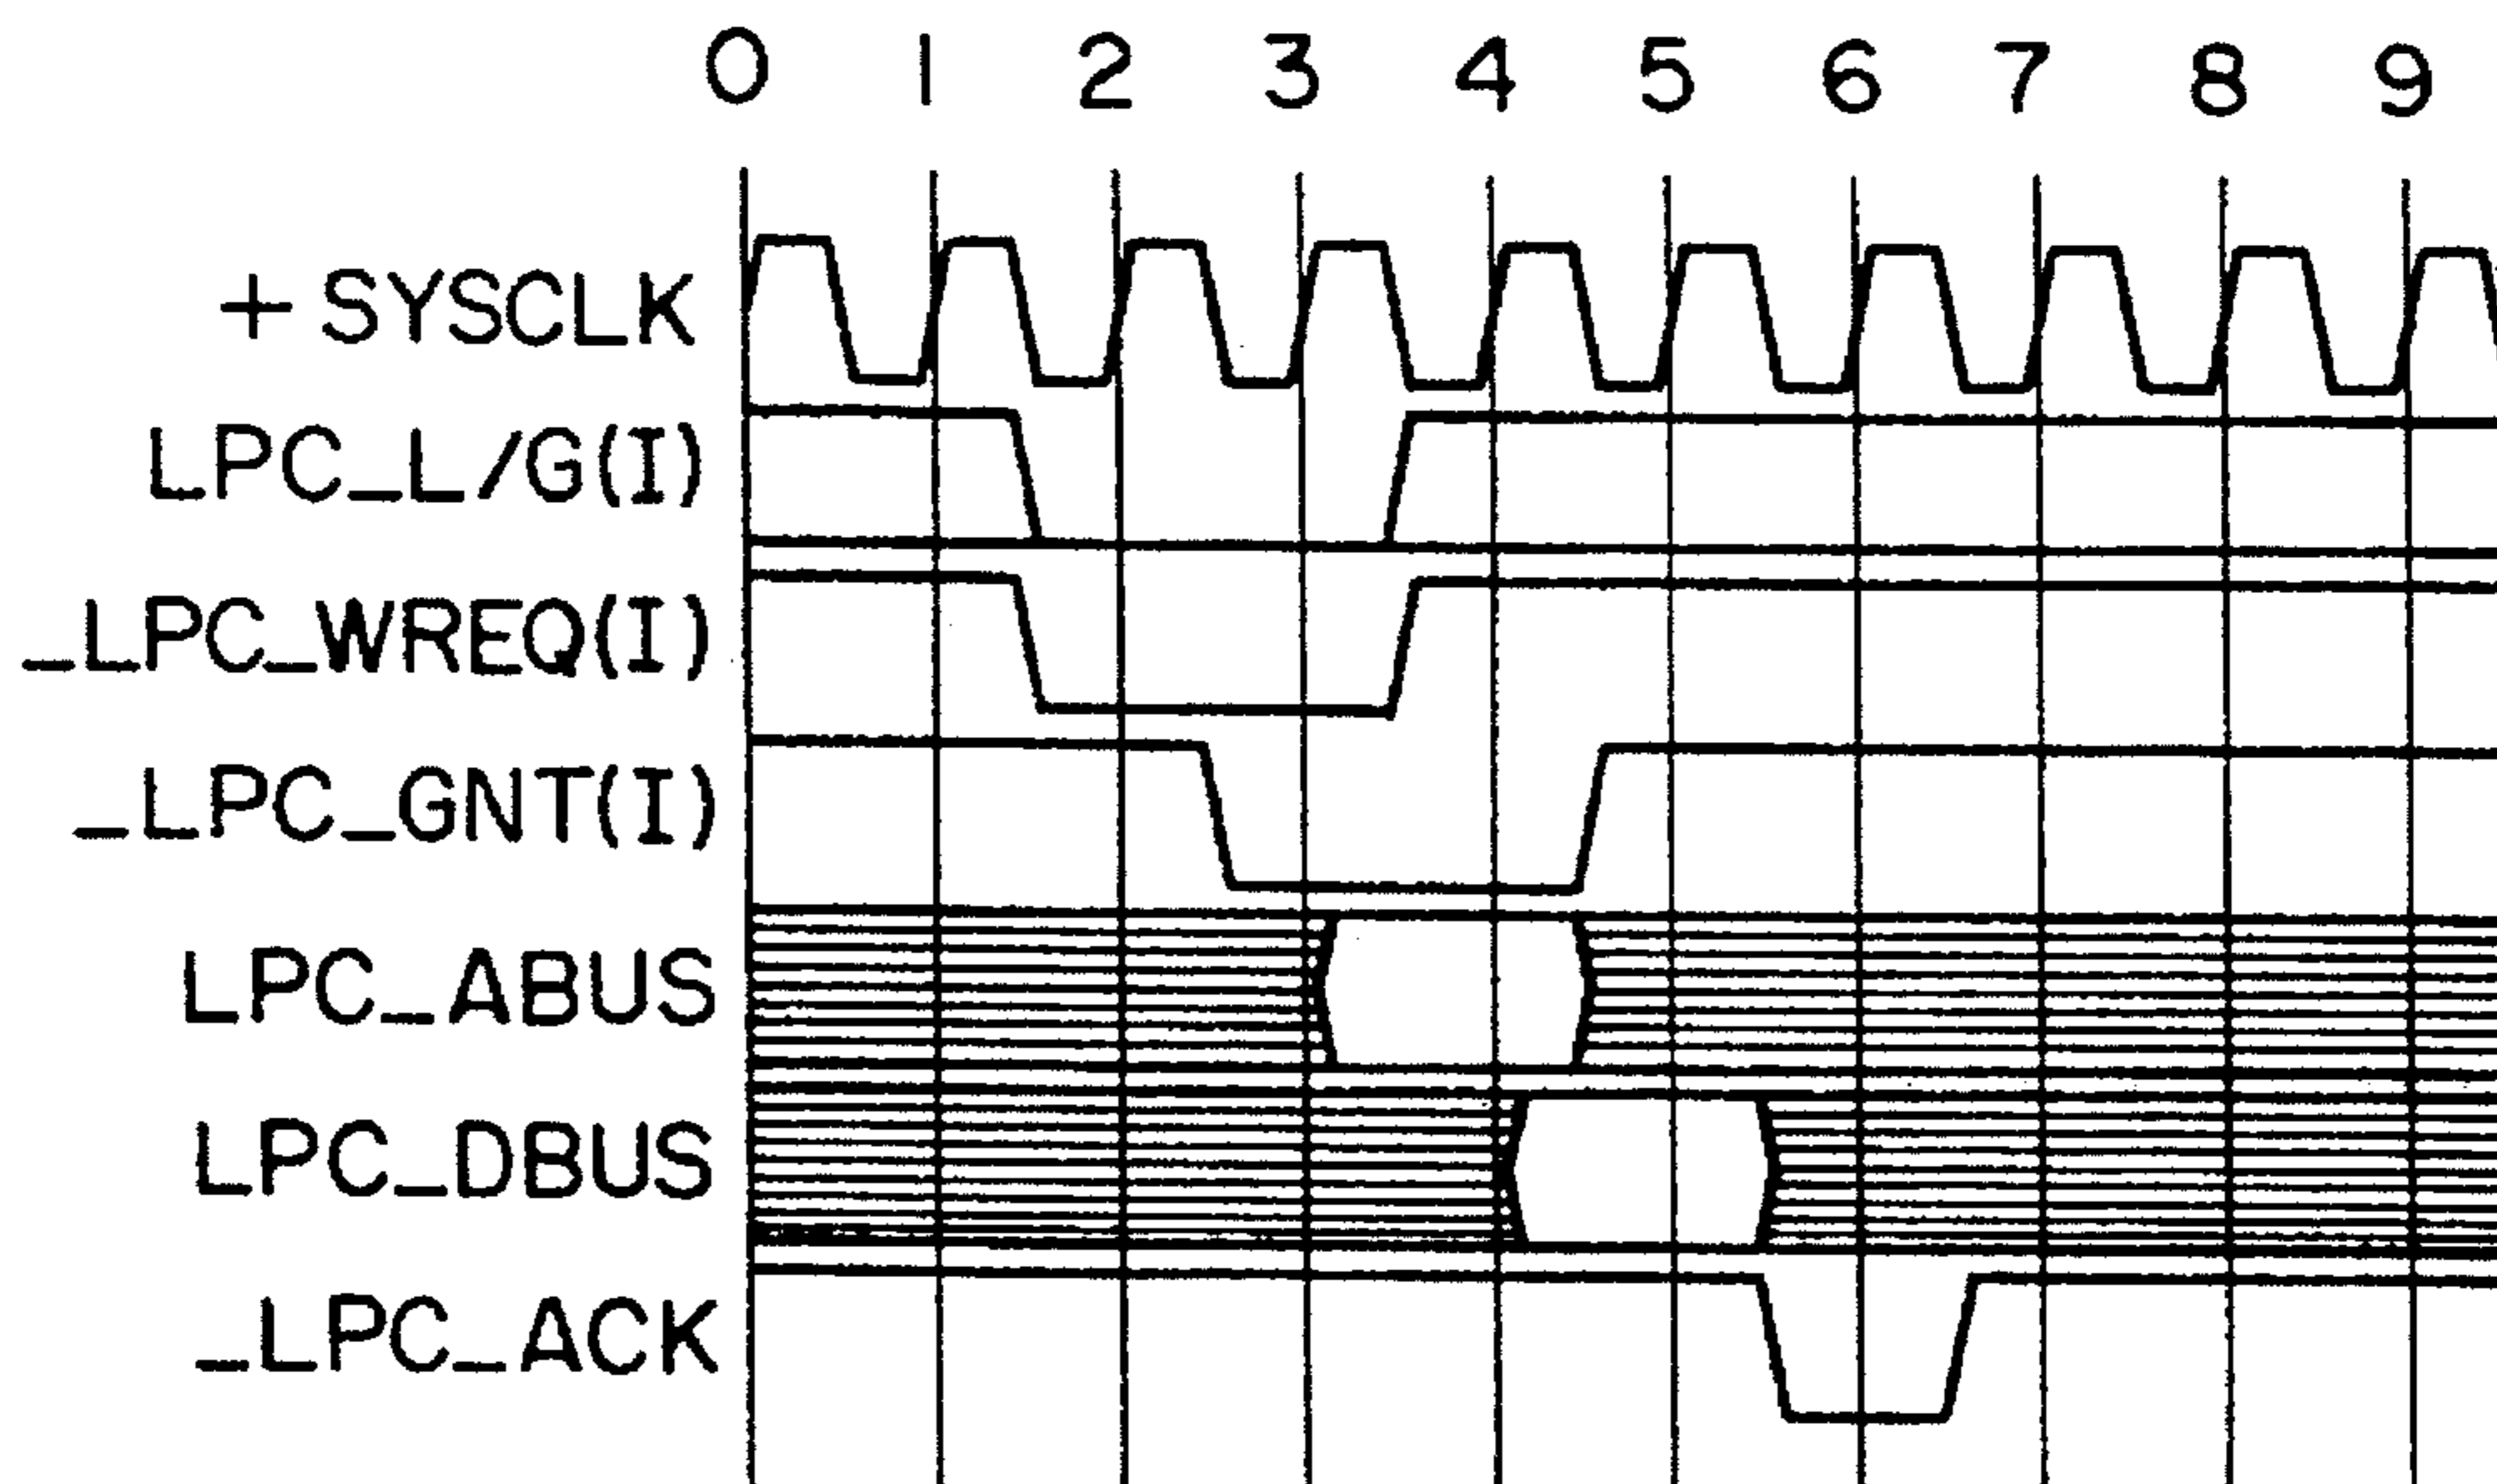 0 1 2 3 4 5 6 7 8 9
+ SYSCLK
LPC_L/G(I)
_LPC_WREQ(I)
_LPC_GNT(I)
LPC_ABUS
LPC_DBUS
_LPC_ACK